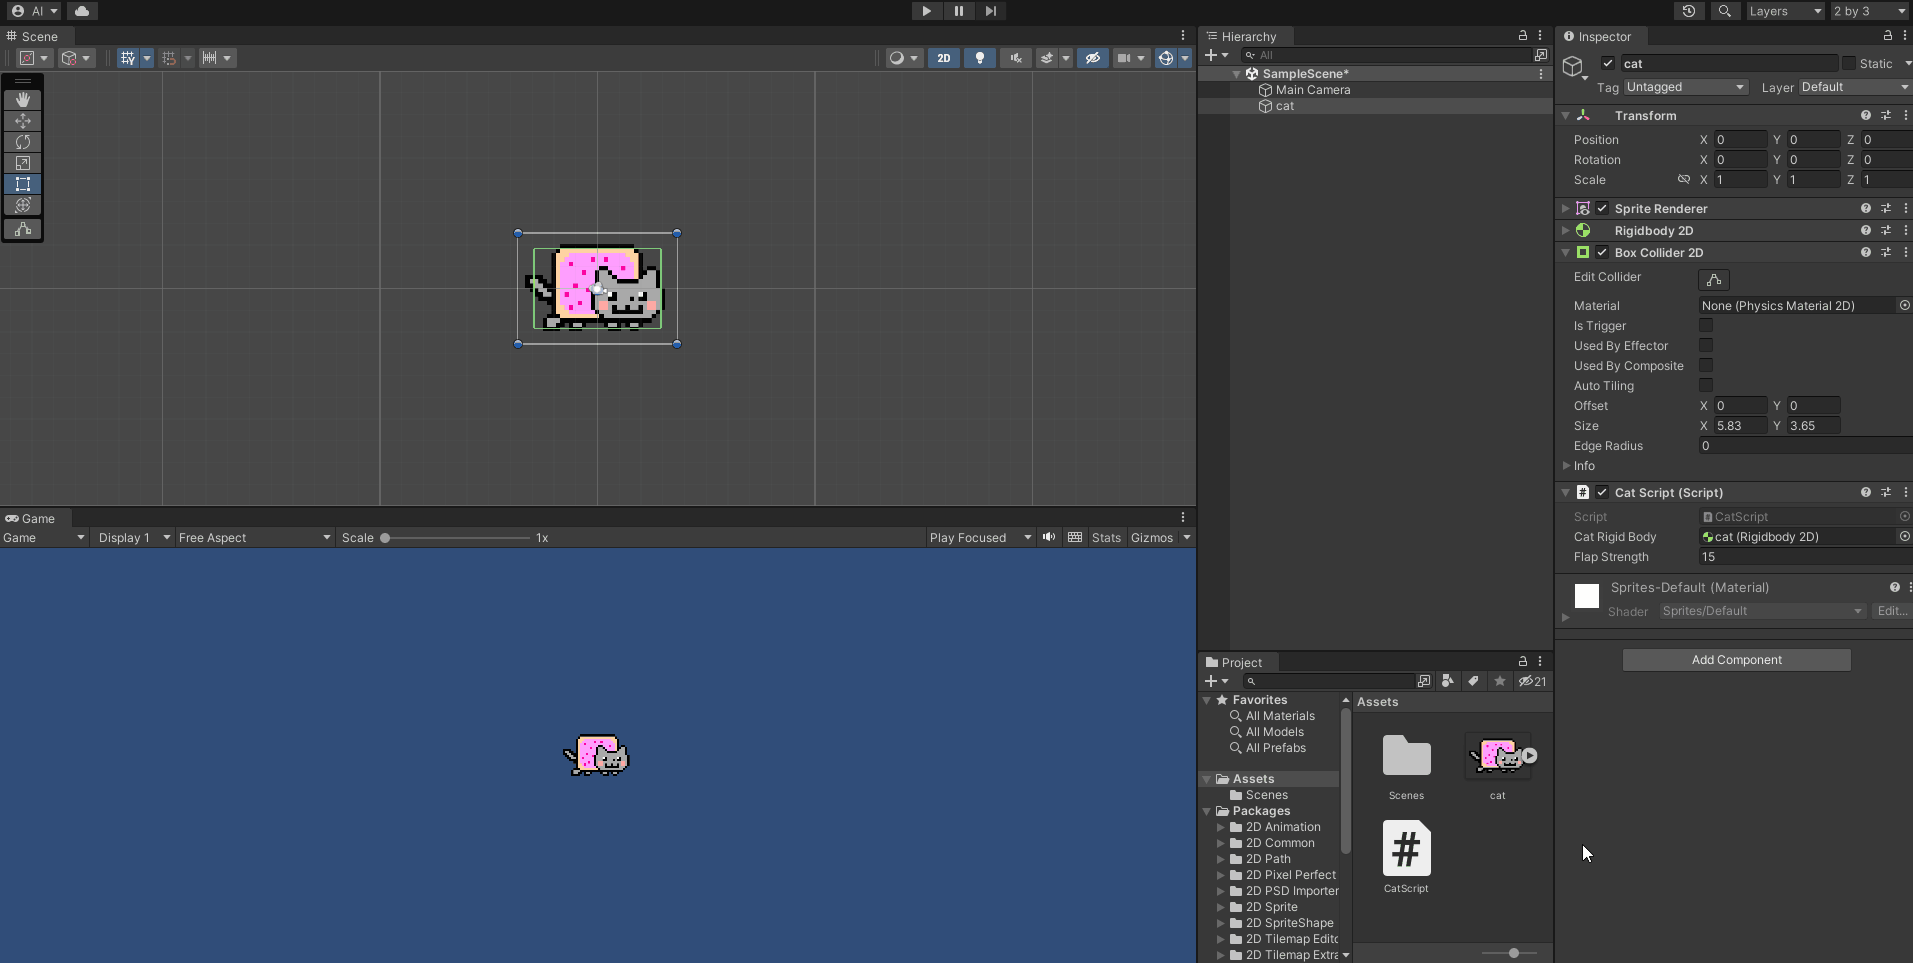 AI
Layers
2 by 3
Scene
2D
Game
Game
Display 1
Free Aspect
Scale
1x
Play Focused
Stats
Gizmos
Hierarchy
All
SampleScene*
Main Camera
cat
Project
21
Favorites
All Materials
All Models
All Prefabs
Assets
Scenes
Packages
2D Animation
2D Common
2D Path
2D Pixel Perfect
2D PSD Importer
2D Sprite
2D SpriteShape
2D Tilemap Edito
2D Tilemap Extra
Assets
Scenes
cat
#
CatScript
Inspector
cat
Static
Tag Untagged Layer Default
Transform
Position X 0 Y 0 Z 0
Rotation X 0 Y 0 Z 0
Scale X 1 Y 1 Z 1
Sprite Renderer
Rigidbody 2D
Box Collider 2D
Edit Collider
Material None (Physics Material 2D)
Is Trigger
Used By Effector
Used By Composite
Auto Tiling
Offset X 0 Y 0
Size X 5.83 Y 3.65
Edge Radius 0
Info
# Cat Script (Script)
Script CatScript
Cat Rigid Body cat (Rigidbody 2D)
Flap Strength 15
Sprites-Default (Material)
Shader Sprites/Default Edit...
Add Component